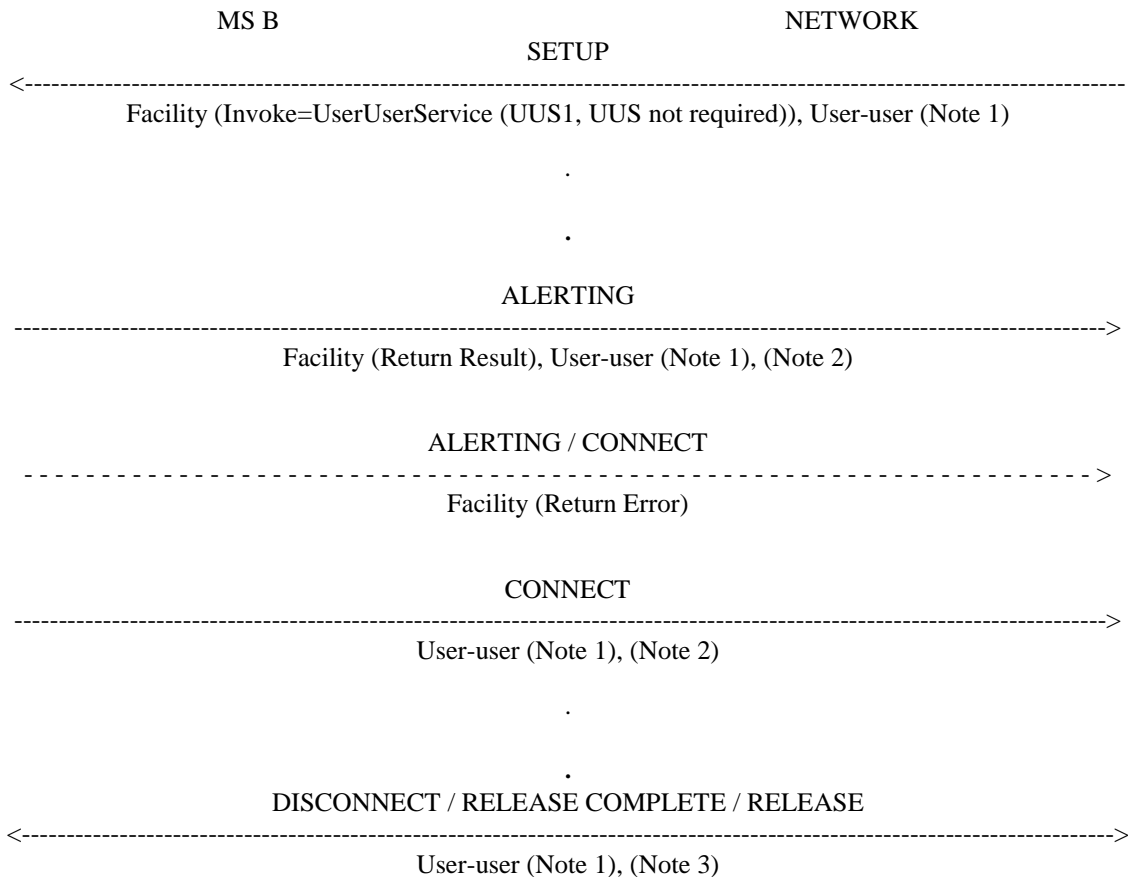 MS B NETWORK
SETUP
<------------------------------------------------------------------------------------------------------------------------------
Facility (Invoke=UserUserService (UUS1, UUS not required)), User-user (Note 1)
.
.
ALERTING
----------------------------------------------------------------------------------------------------------------------------->
Facility (Return Result), User-user (Note 1), (Note 2)
ALERTING / CONNECT
- - - - - - - - - - - - - - - - - - - - - - - - - - - - - - - - - - - - - - - - - - - - - - - - - - - - - - - - - - - - - - - - - - - - - - >
Facility (Return Error)
CONNECT
----------------------------------------------------------------------------------------------------------------------------->
User-user (Note 1), (Note 2)
.
.
DISCONNECT / RELEASE COMPLETE / RELEASE
<----------------------------------------------------------------------------------------------------------------------------->
User-user (Note 1), (Note 3)